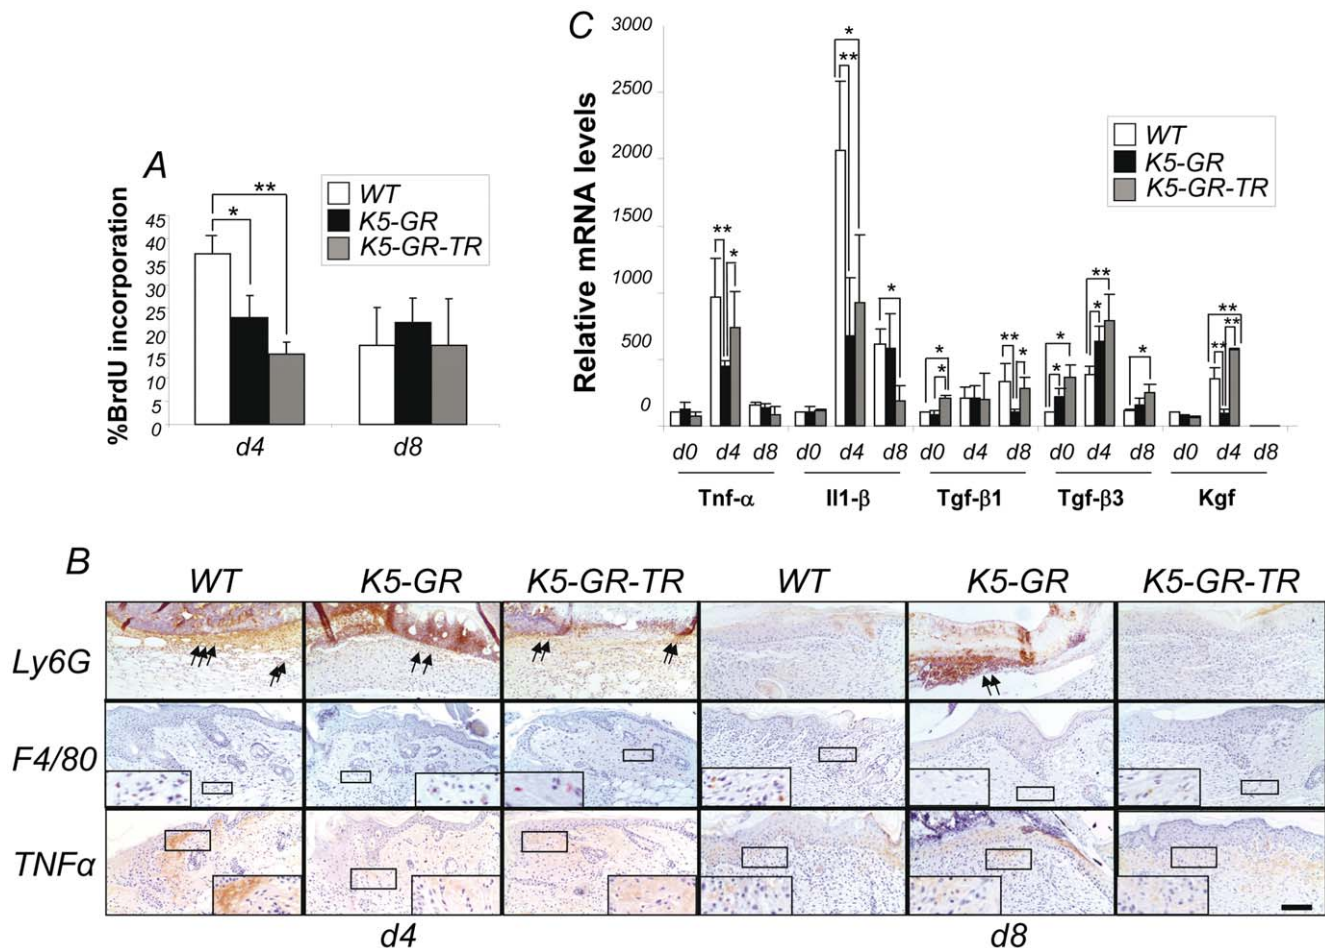 A
%BrdU incorporation
45
40
35
30
25
20
15
10
5
0
*
**
WT
K5-GR
K5-GR-TR
d4 d8
C
Relative mRNA levels
3000
2500
2000
1500
1000
500
0
WT
K5-GR
K5-GR-TR
** *
* ** *
* * ** *
* * * ** *
** ** **
d0 d4 d8 d0 d4 d8 d0 d4 d8 d0 d4 d8 d0 d4 d8
Tnf-α Il1-β Tgf-β1 Tgf-β3 Kgf
B
WT K5-GR K5-GR-TR WT K5-GR K5-GR-TR
Ly6G
F4/80
TNFα
d4 d8